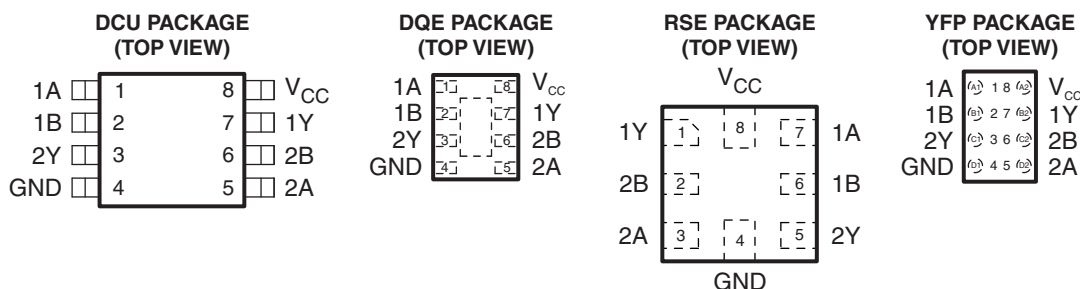 DCU PACKAGE
(TOP VIEW)
1A 1 8 VCC
1B 2 7 1Y
2Y 3 6 2B
GND 4 5 2A
DQE PACKAGE
(TOP VIEW)
1A 1 8 VCC
1B 2 7 1Y
2Y 3 6 2B
GND 4 5 2A
RSE PACKAGE
(TOP VIEW)
VCC
1Y 1 8 7 1A
2B 2 6 1B
2A 3 4 5 2Y
GND
YFP PACKAGE
(TOP VIEW)
1A A1 1 8 A2 VCC
1B B1 2 7 B2 1Y
2Y C1 3 6 C2 2B
GND D1 4 5 D2 2A